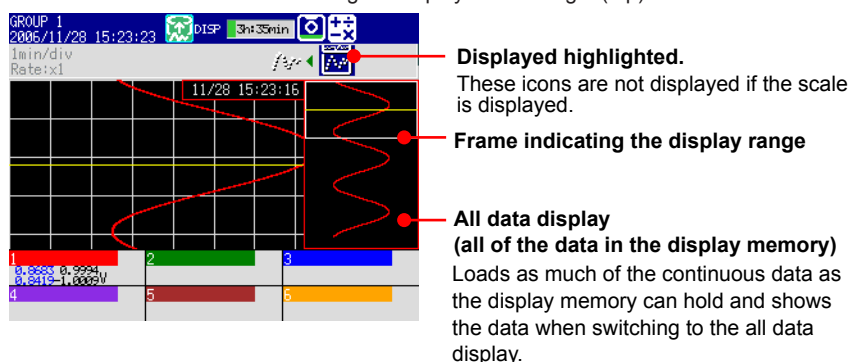 GROUP 1
2006/11/28 15:23:23 DISP 3h:35min
1min/div
Rate:x1
11/28 15:23:16
1 2 3
0.8683 0.9994
0.8419-1.0009V
4 5 6
Displayed highlighted.
These icons are not displayed if the scale
is displayed.
Frame indicating the display range
All data display
(all of the data in the display memory)
Loads as much of the continuous data as
the display memory can hold and shows
the data when switching to the all data
display.